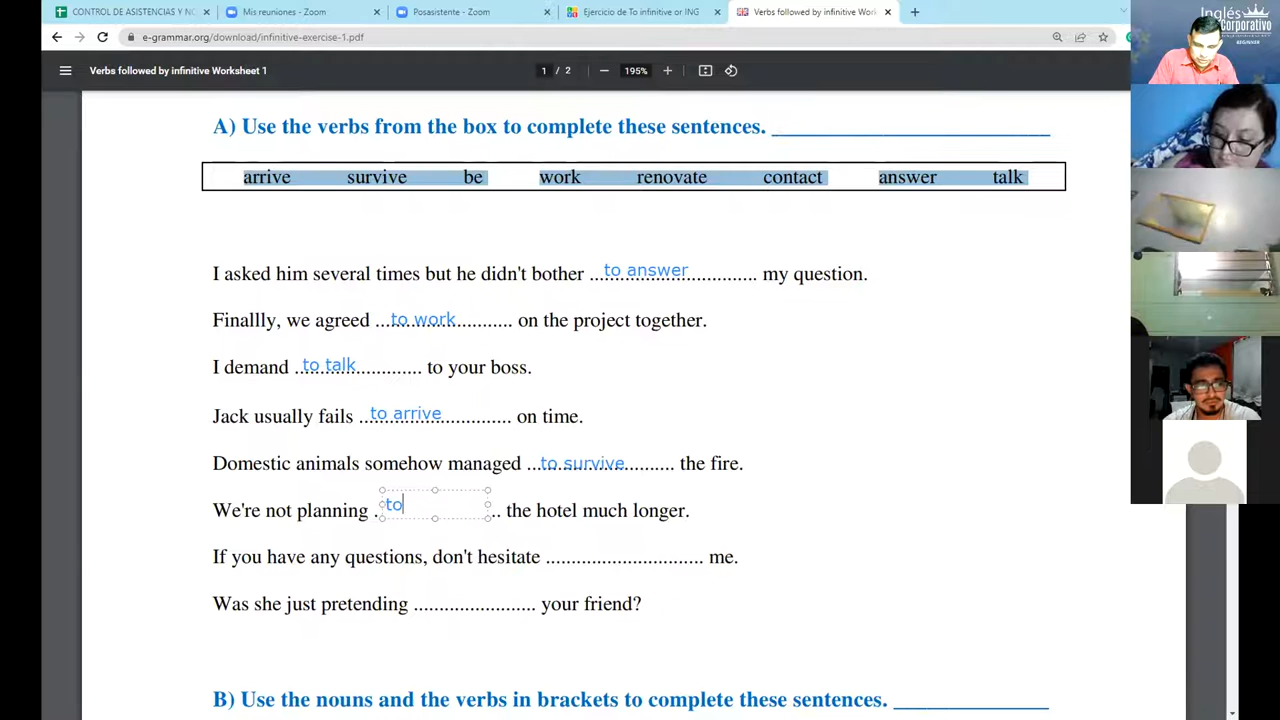 CONTROL DE ASISTENCIAS Y NO
Mis reuniones - Zoom
Posasistente - Zoom
Ejercicio de To infinitive or ING
Verbs followed by infinitive Work
e-grammar.org/download/infinitive-exercise-1.pdf
Verbs followed by infinitive Worksheet 1
1 / 2
195%
Inglés
Corporativo
BEGINNER
A) Use the verbs from the box to complete these sentences. ____________________________
arrive survive be work renovate contact answer talk
I asked him several times but he didn't bother ...to answer................. my question.
Finallly, we agreed ...to work............ on the project together.
I demand ..to talk............. to your boss.
Jack usually fails ..to arrive.............. on time.
Domestic animals somehow managed ...to survive.......... the fire.
We're not planning .to .. the hotel much longer.
If you have any questions, don't hesitate ............................... me.
Was she just pretending ........................ your friend?
B) Use the nouns and the verbs in brackets to complete these sentences. _______________